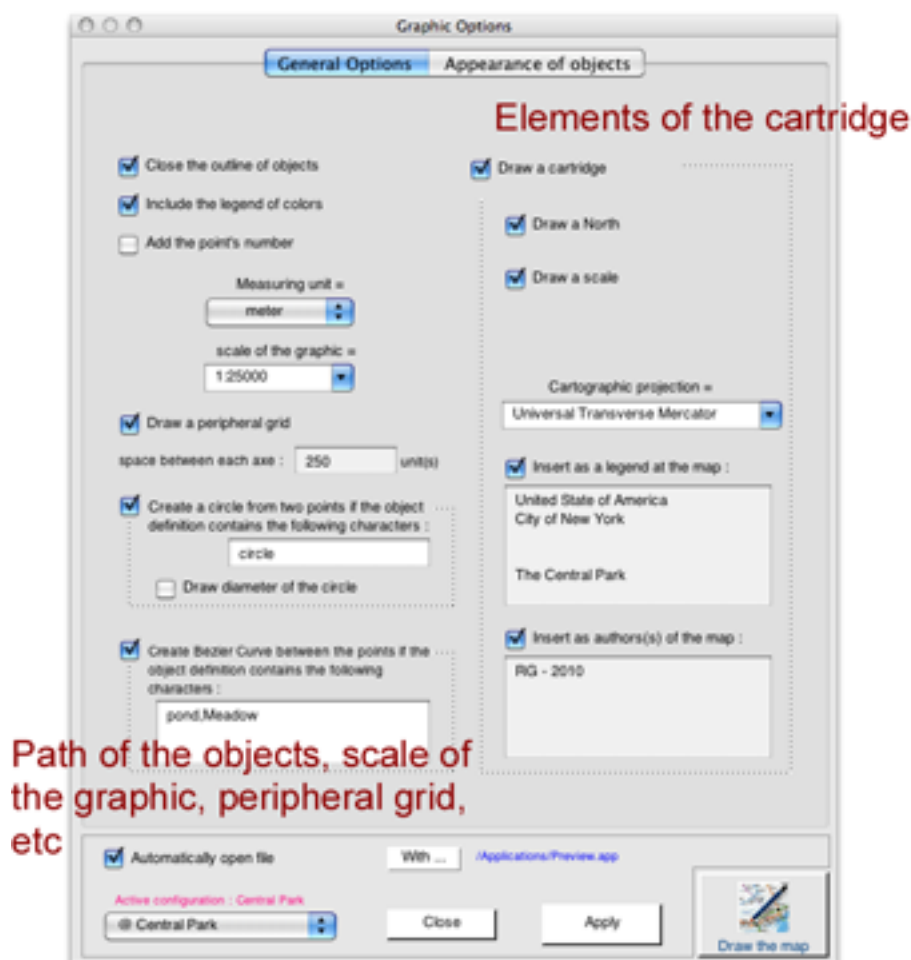 Graphic Options
General Options
Appearance of objects
Elements of the cartridge
Close the outline of objects
Include the legend of colors
Add the point's number
Measuring unit =
meter
scale of the graphic =
1:25000
Draw a peripheral grid
space between each axe :
250
unit(s)
Create a circle from two points if the object
definition contains the following characters :
circle
Draw diameter of the circle
Create Bezier Curve between the points if the
object definition contains the following
characters :
pond,Meadow
Draw a cartridge
Draw a North
Draw a scale
Cartographic projection =
Universal Transverse Mercator
Insert as a legend at the map :
United State of America
City of New York
The Central Park
Insert as authors(s) of the map :
RG - 2010
Path of the objects, scale of
the graphic, peripheral grid,
etc
Automatically open file
With ...
/Applications/Preview.app
Active configuration : Central Park
@ Central Park
Close
Apply
Draw the map